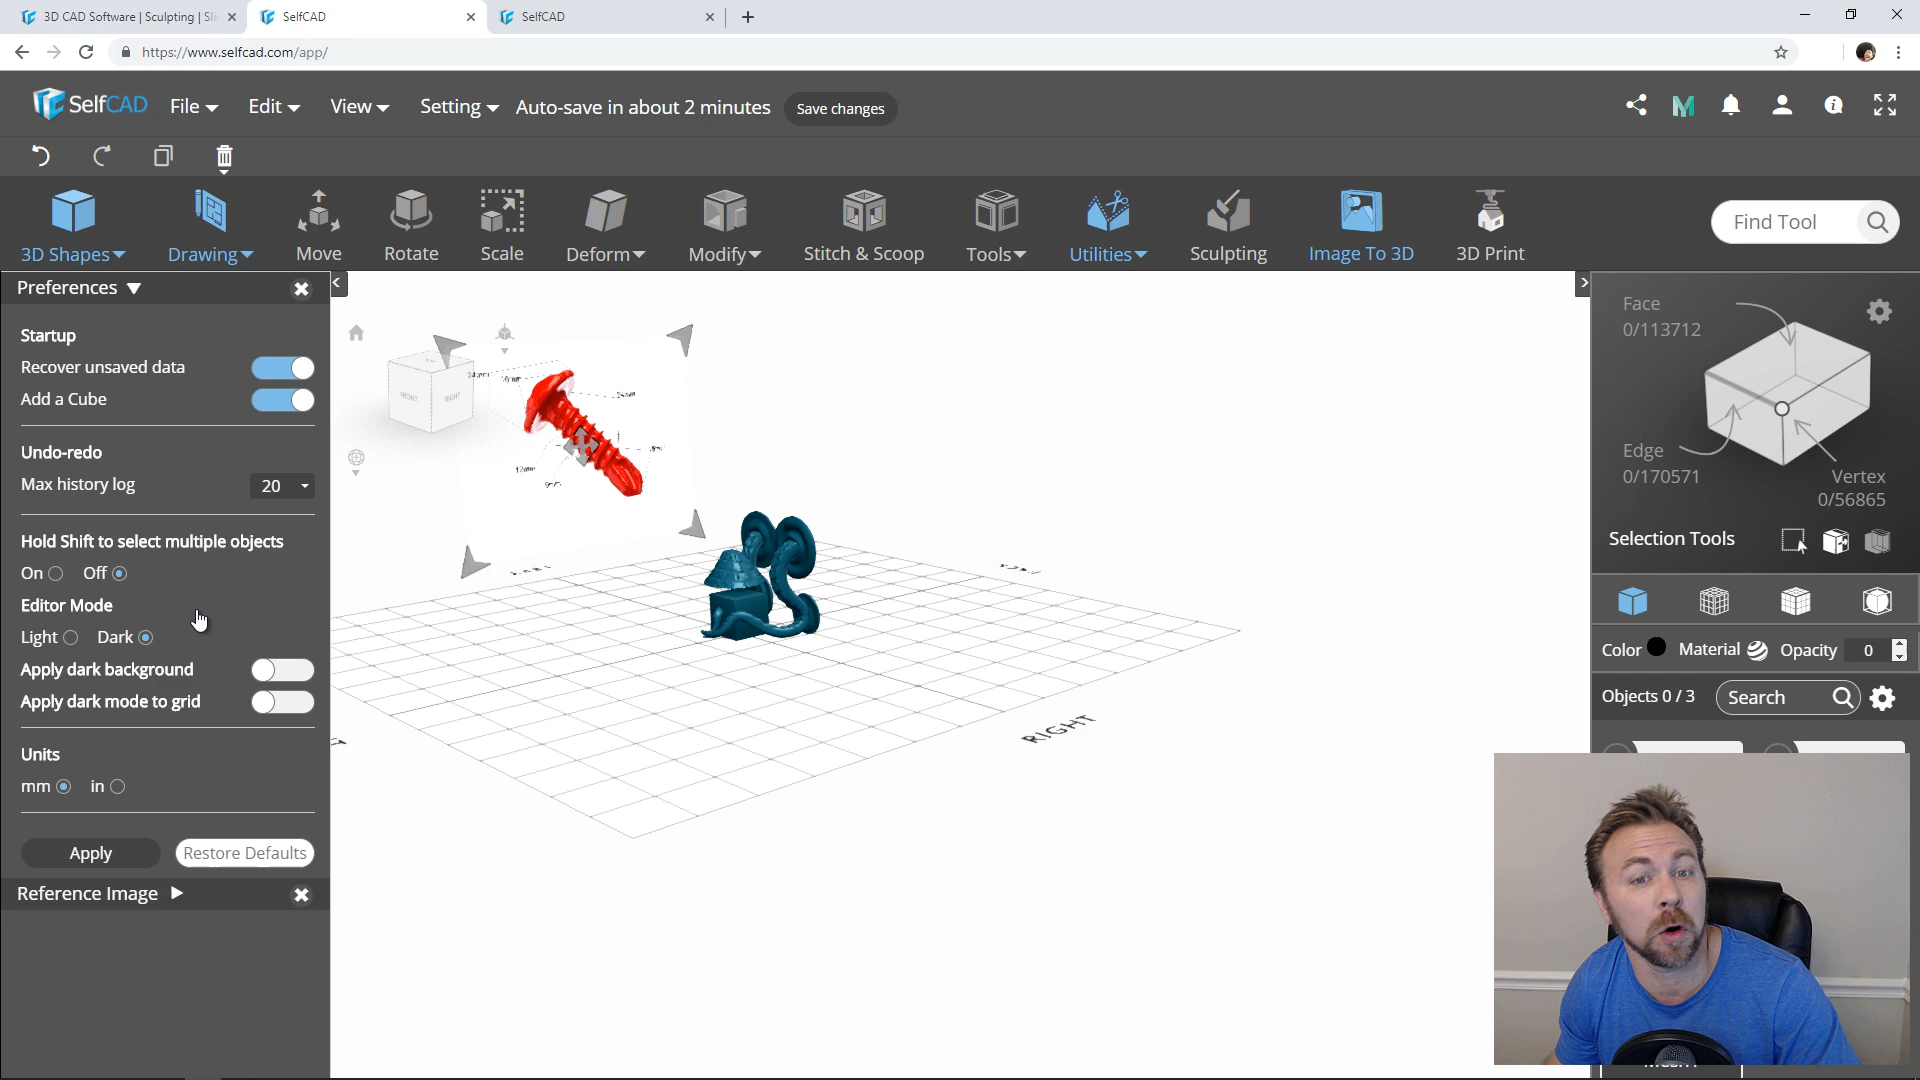 3D CAD Software | Sculpting | Sli
SelfCAD
SelfCAD
https://www.selfcad.com/app/
SelfCAD
File
Edit
View
Setting
Auto-save in about 2 minutes
Save changes
3D Shapes
Drawing
Move
Rotate
Scale
Deform
Modify
Stitch & Scoop
Tools
Utilities
Sculpting
Image To 3D
3D Print
Find Tool
Preferences
Startup
Recover unsaved data
Add a Cube
Undo-redo
Max history log
20
Hold Shift to select multiple objects
On Off
Editor Mode
Light Dark
Apply dark background
Apply dark mode to grid
Units
mm in
Apply
Restore Defaults
Reference Image
FRONT
RIGHT
RIGHT
Face
0/113712
Edge
0/170571
Vertex
0/56865
Selection Tools
Color Material Opacity 0
Objects 0 / 3
Search